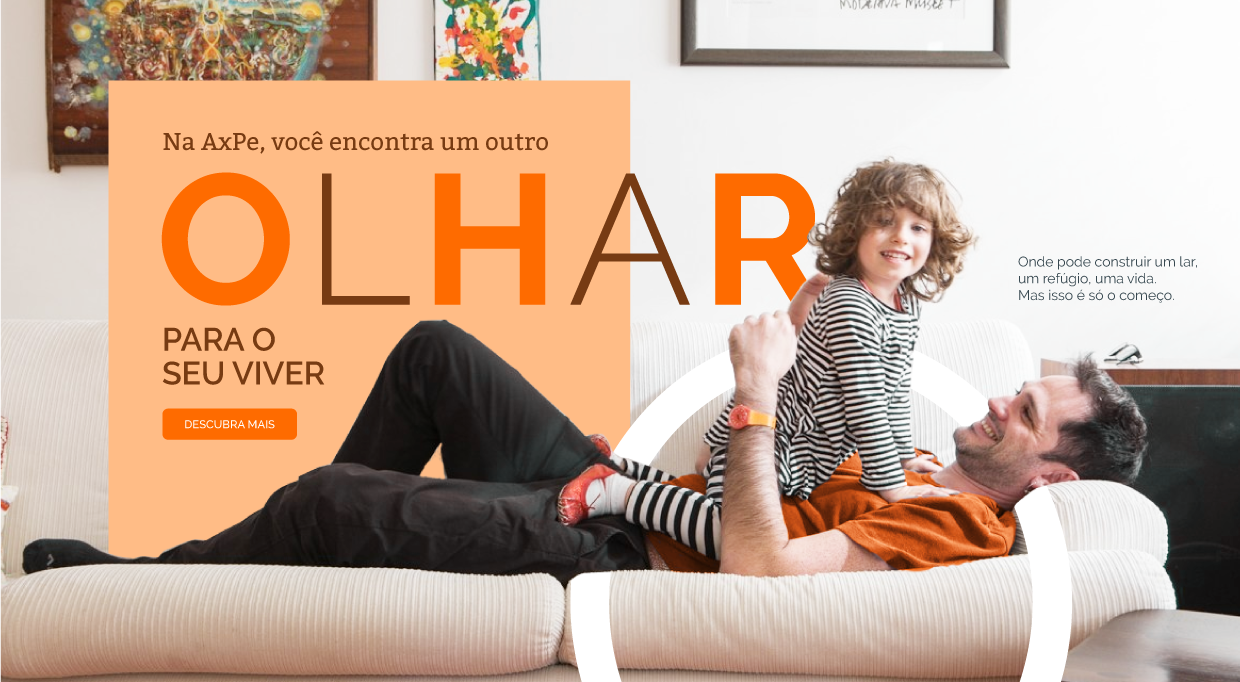 Na AxPe, você encontra um outro
OLHAR
PARA O
SEU VIVER
DESCUBRA MAIS
Onde pode construir um lar,
um refúgio, uma vida.
Mas isso é só o começo.